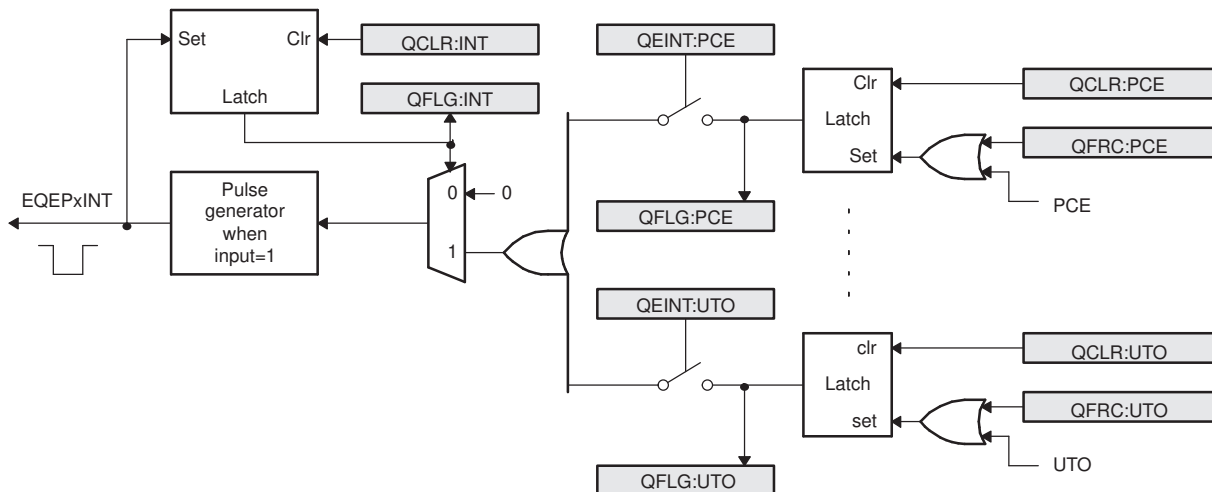 Set
Clr
Latch
QCLR:INT
QFLG:INT
EQEPxINT
Pulse
generator
when
input=1
0
0
1
QEINT:PCE
QFLG:PCE
Clr
Latch
Set
QCLR:PCE
QFRC:PCE
PCE
QEINT:UTO
QFLG:UTO
clr
Latch
set
QCLR:UTO
QFRC:UTO
UTO